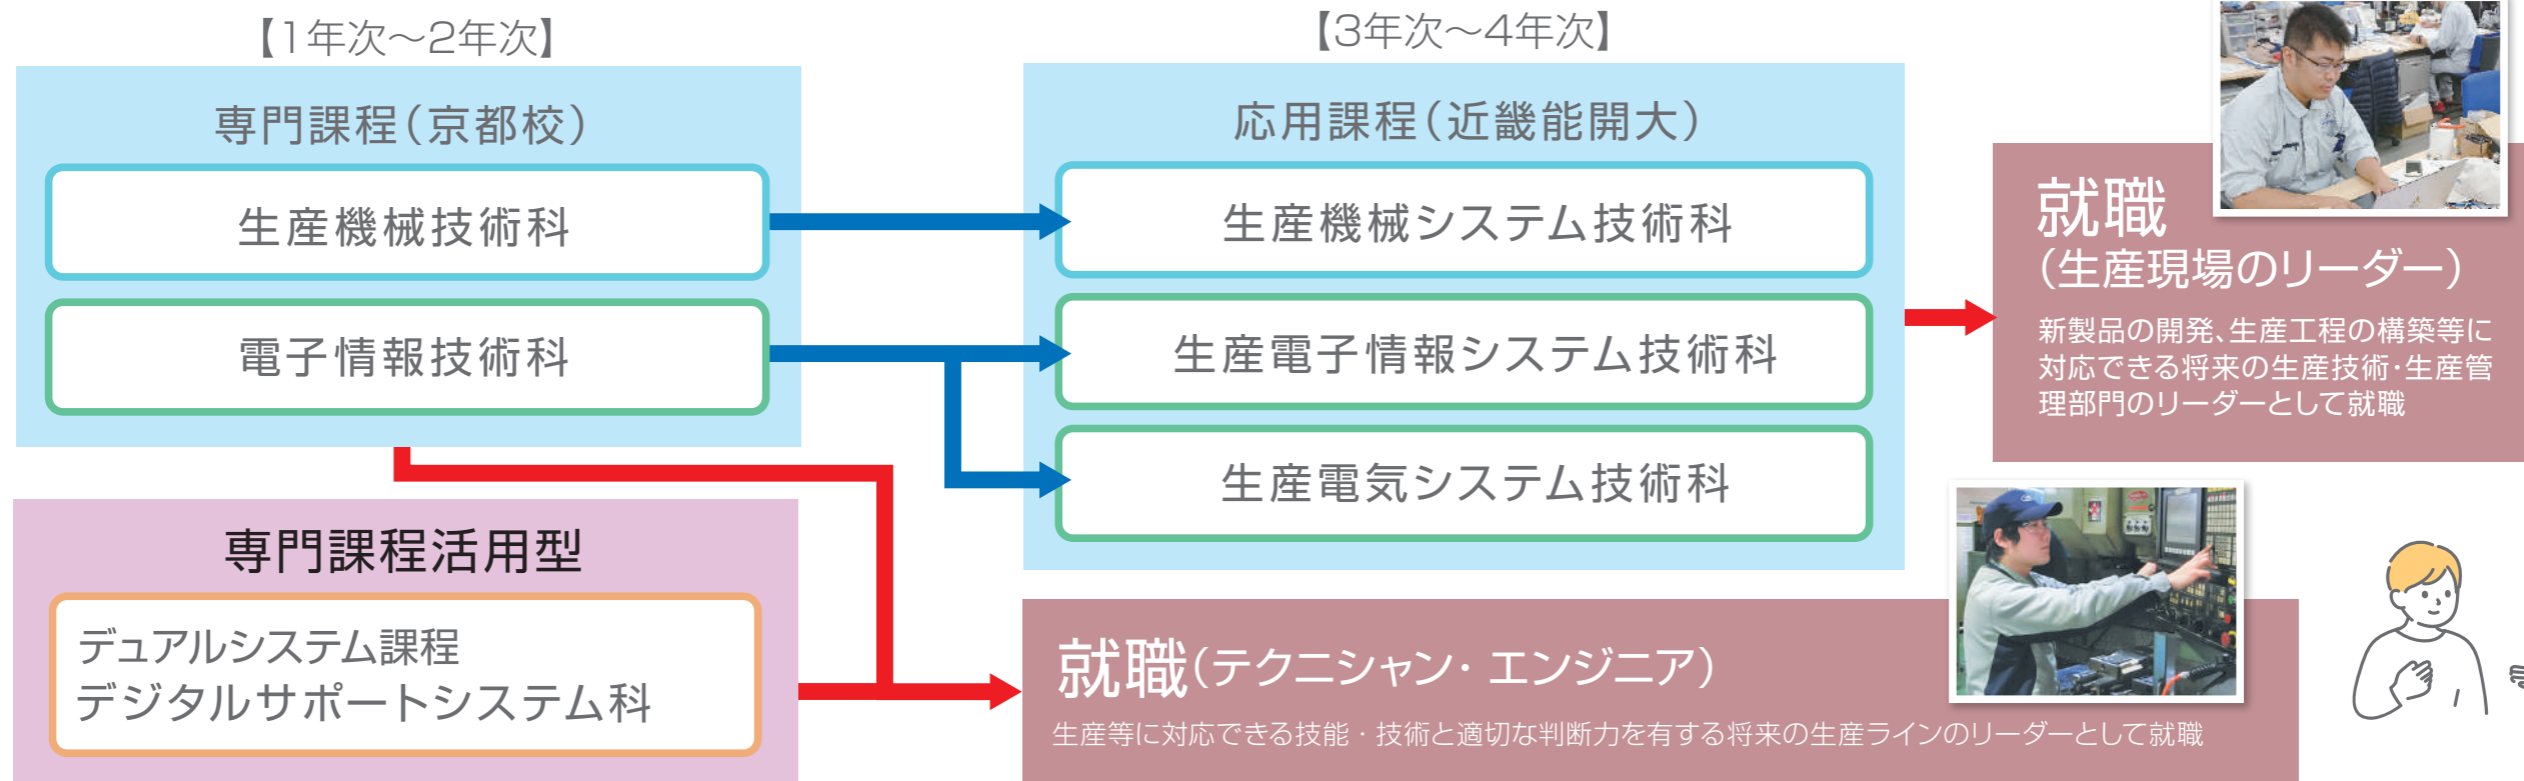 【1年次～2年次】
専門課程（京都校）
生産機械技術科
電子情報技術科
専門課程活用型
デュアルシステム課程
デジタルサポートシステム科
【3年次～4年次】
応用課程（近畿能開大）
生産機械システム技術科
生産電子情報システム技術科
生産電気システム技術科
就職
（生産現場のリーダー）
新製品の開発、生産工程の構築等に
対応できる将来の生産技術・生産管
理部門のリーダーとして就職
就職（テクニシャン・エンジニア）
生産等に対応できる技能・技術と適切な判断力を有する将来の生産ラインのリーダーとして就職